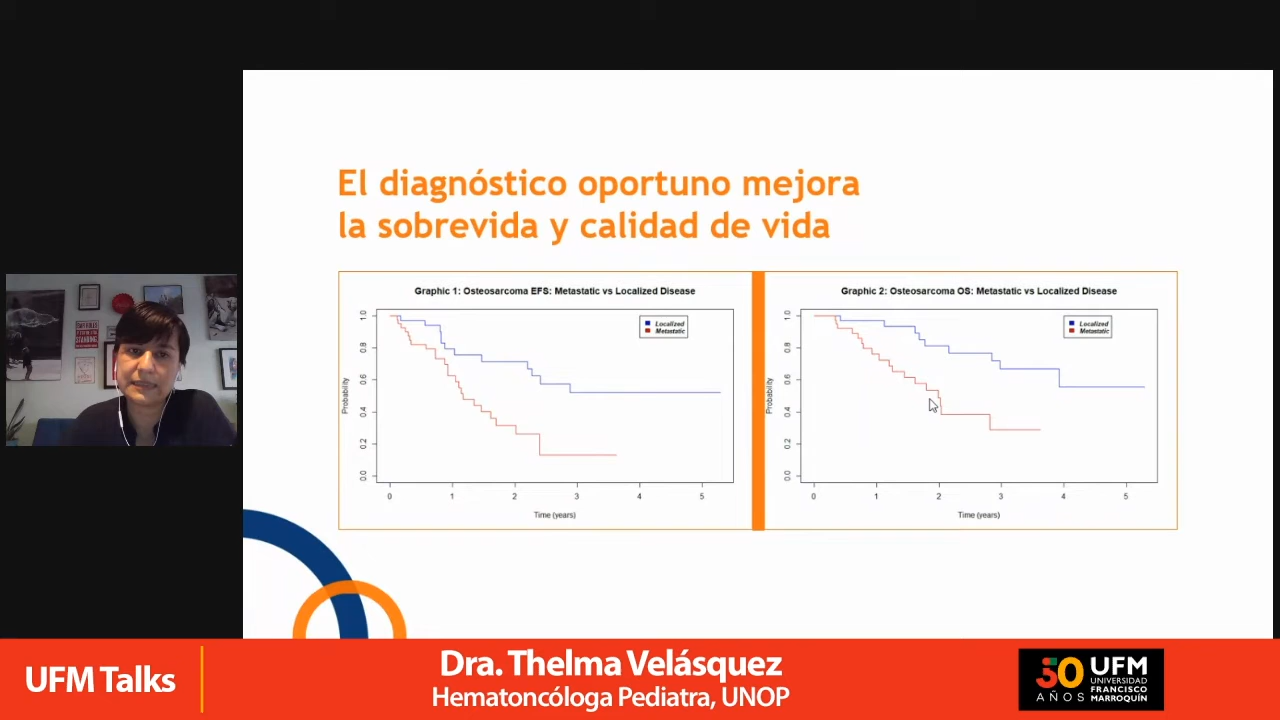 El diagnóstico oportuno mejora
la sobrevida y calidad de vida
Graphic 1: Osteosarcoma EFS: Metastatic vs Localized Disease
Localized
Metastatic
Probability
1.0
0.8
0.6
0.4
0.2
0.0
0 1 2 3 4 5
Time (years)
Graphic 2: Osteosarcoma OS: Metastatic vs Localized Disease
Localized
Metastatic
Probability
1.0
0.8
0.6
0.4
0.2
0.0
0 1 2 3 4 5
Time (years)
STANDING
UFM Talks
Dra. Thelma Velásquez
Hematoncóloga Pediatra, UNOP
50
AÑOS
UFM
UNIVERSIDAD
FRANCISCO
MARROQUÍN